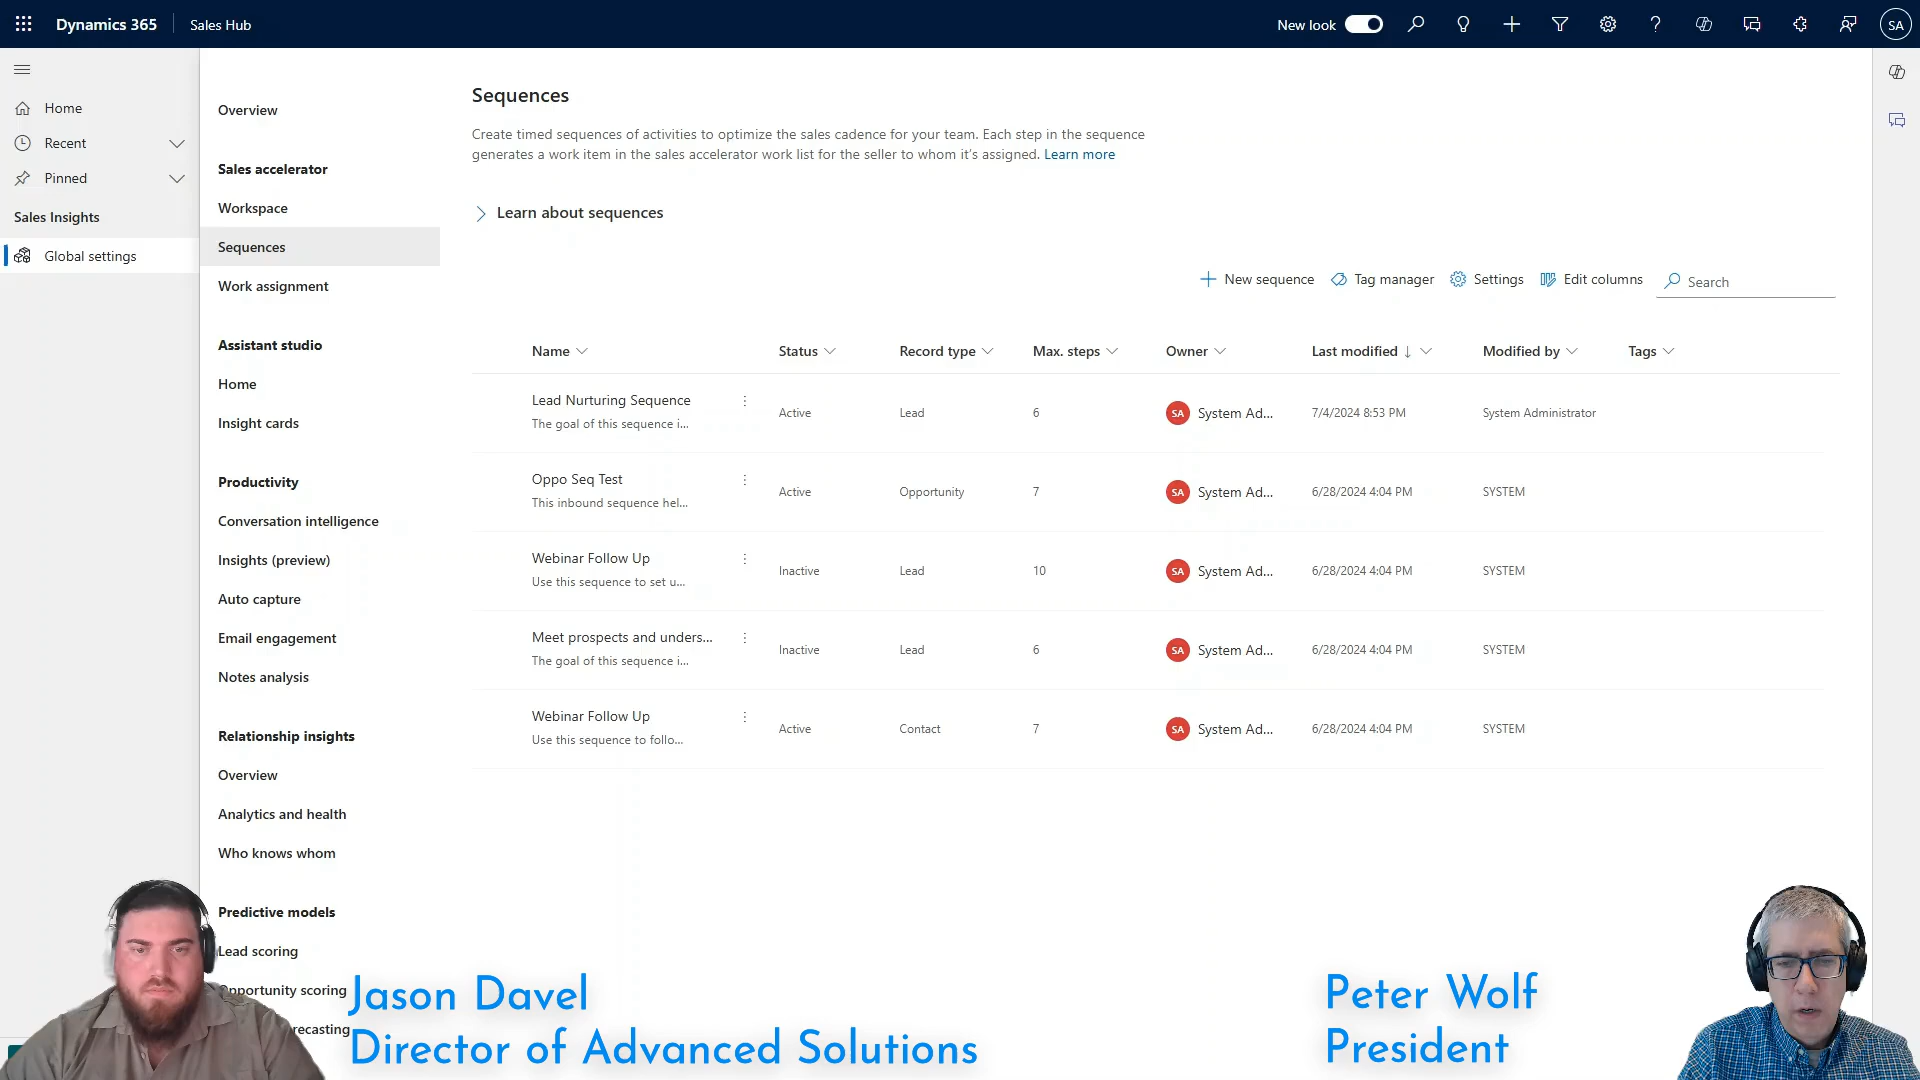 Dynamics 365
Sales Hub
New look
SA
Home
Recent
Pinned
Sales Insights
Global settings
Overview
Sales accelerator
Workspace
Sequences
Work assignment
Assistant studio
Home
Insight cards
Productivity
Conversation intelligence
Insights (preview)
Auto capture
Email engagement
Notes analysis
Relationship insights
Overview
Analytics and health
Who knows whom
Predictive models
Lead scoring
Opportunity scoring
recasting
Sequences
Create timed sequences of activities to optimize the sales cadence for your team. Each step in the sequence
generates a work item in the sales accelerator work list for the seller to whom it's assigned. Learn more
Learn about sequences
New sequence Tag manager Settings Edit columns Search
Name Status Record type Max. steps Owner Last modified Modified by Tags
Lead Nurturing Sequence
The goal of this sequence i...
Active Lead 6 SA System Ad... 7/4/2024 8:53 PM System Administrator
Oppo Seq Test
This inbound sequence hel...
Active Opportunity 7 SA System Ad... 6/28/2024 4:04 PM SYSTEM
Webinar Follow Up
Use this sequence to set u...
Inactive Lead 10 SA System Ad... 6/28/2024 4:04 PM SYSTEM
Meet prospects and unders...
The goal of this sequence i...
Inactive Lead 6 SA System Ad... 6/28/2024 4:04 PM SYSTEM
Webinar Follow Up
Use this sequence to follo...
Active Contact 7 SA System Ad... 6/28/2024 4:04 PM SYSTEM
Jason Davel
Director of Advanced Solutions
Peter Wolf
President